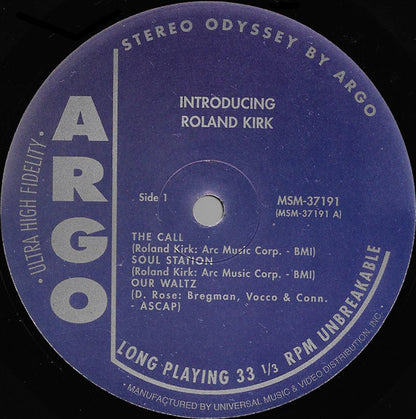 STEREO ODYSSEY BY ARGO
• ULTRA HIGH FIDELITY •
ARGO
INTRODUCING
ROLAND KIRK
Side 1
MSM-37191
(MSM-37191 A)
THE CALL
(Roland Kirk: Arc Music Corp. - BMI)
SOUL STATION
(Roland Kirk: Arc Music Corp. - BMI)
OUR WALTZ
(D. Rose: Bregman, Vocco & Conn.
- ASCAP)
LONG PLAYING 33 1/3 RPM UNBREAKABLE
• MANUFACTURED BY UNIVERSAL MUSIC & VIDEO DISTRIBUTION, INC. •